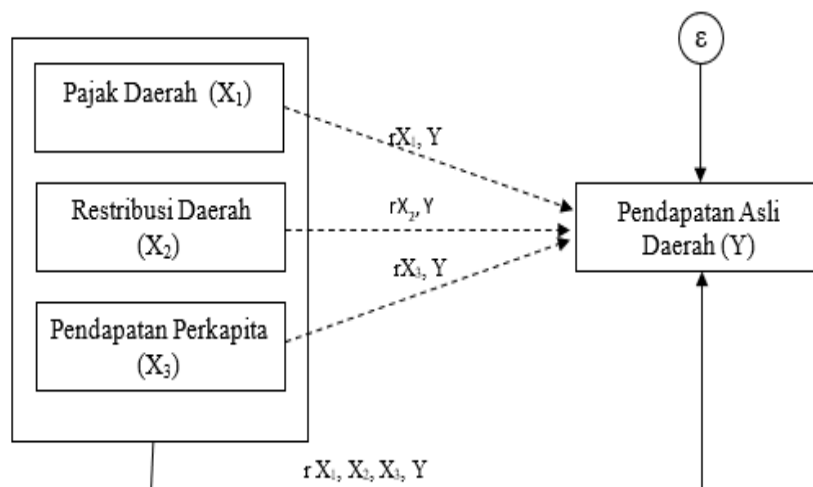 ε
Pajak Daerah (X₁)
rX₁, Y
Restribusi Daerah
(X₂)
rX₂, Y
Pendapatan Asli
Daerah (Y)
rX₃, Y
Pendapatan Perkapita
(X₃)
r X₁, X₂, X₃, Y